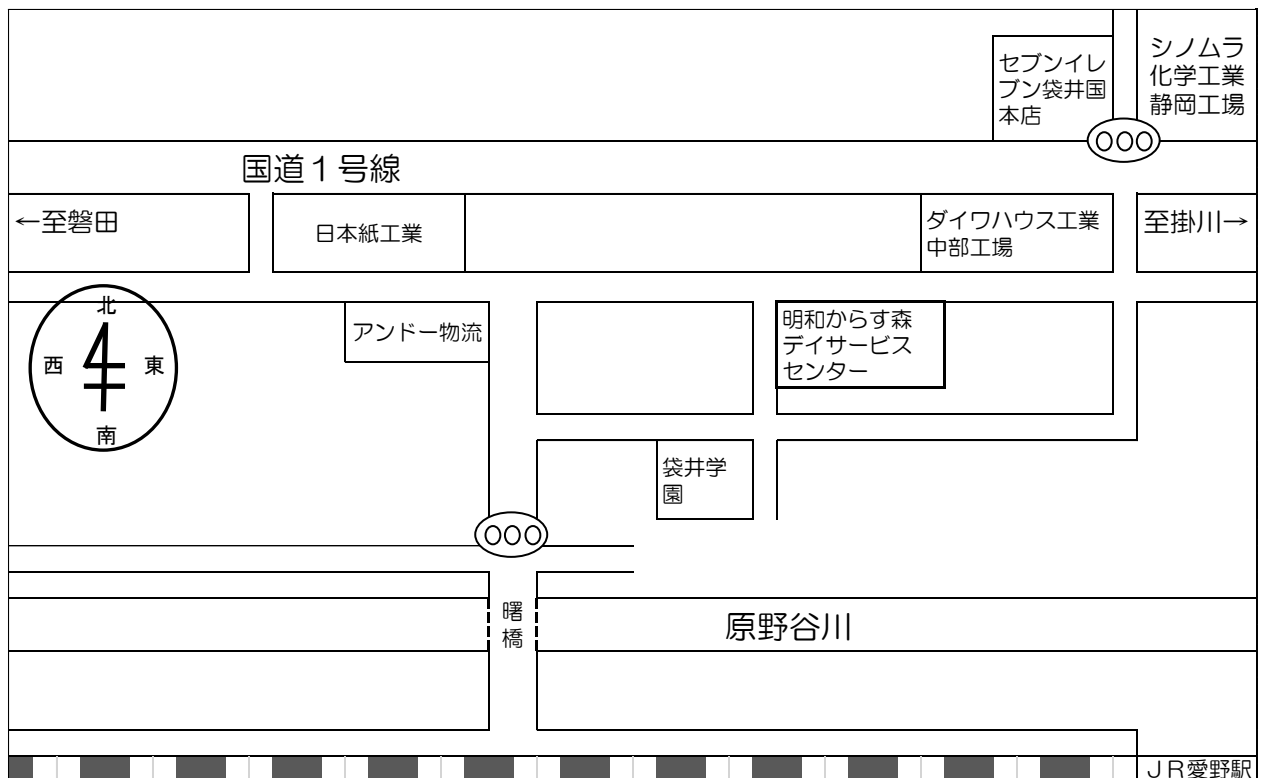 セブンイレ
ブン袋井国
本店
シノムラ
化学工業
静岡工場
国道１号線
←至磐田
日本紙工業
ダイワハウス工業
中部工場
至掛川→
北
西
東
南
アンドー物流
明和からす森
デイサービス
センター
袋井学
園
曙
橋
原野谷川
ＪＲ愛野駅